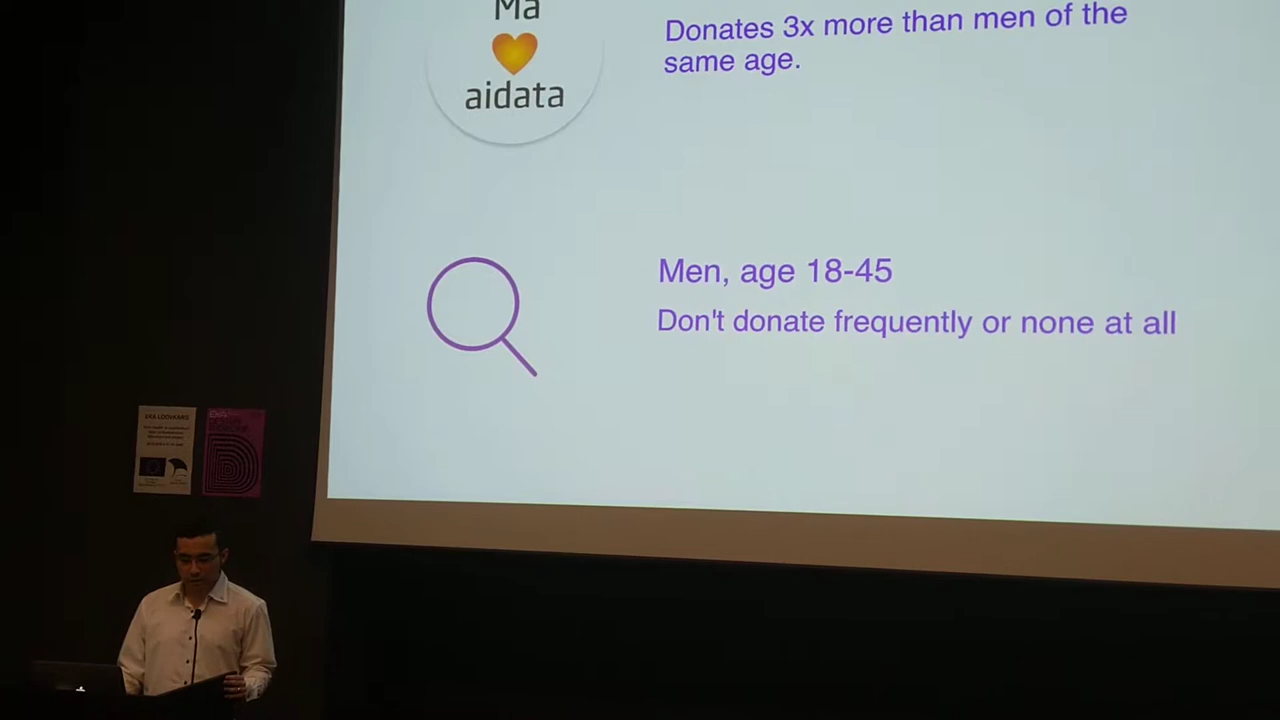 Ma
aidata
Donates 3x more than men of the
same age.
Men, age 18-45
Don't donate frequently or none at all